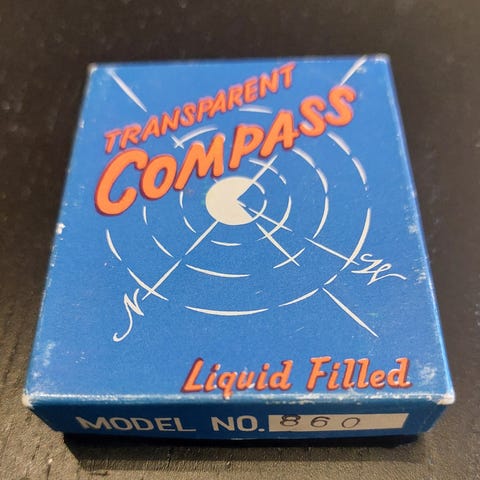 TRANSPARENT
COMPASS
N
W
Liquid Filled
MODEL NO. 860